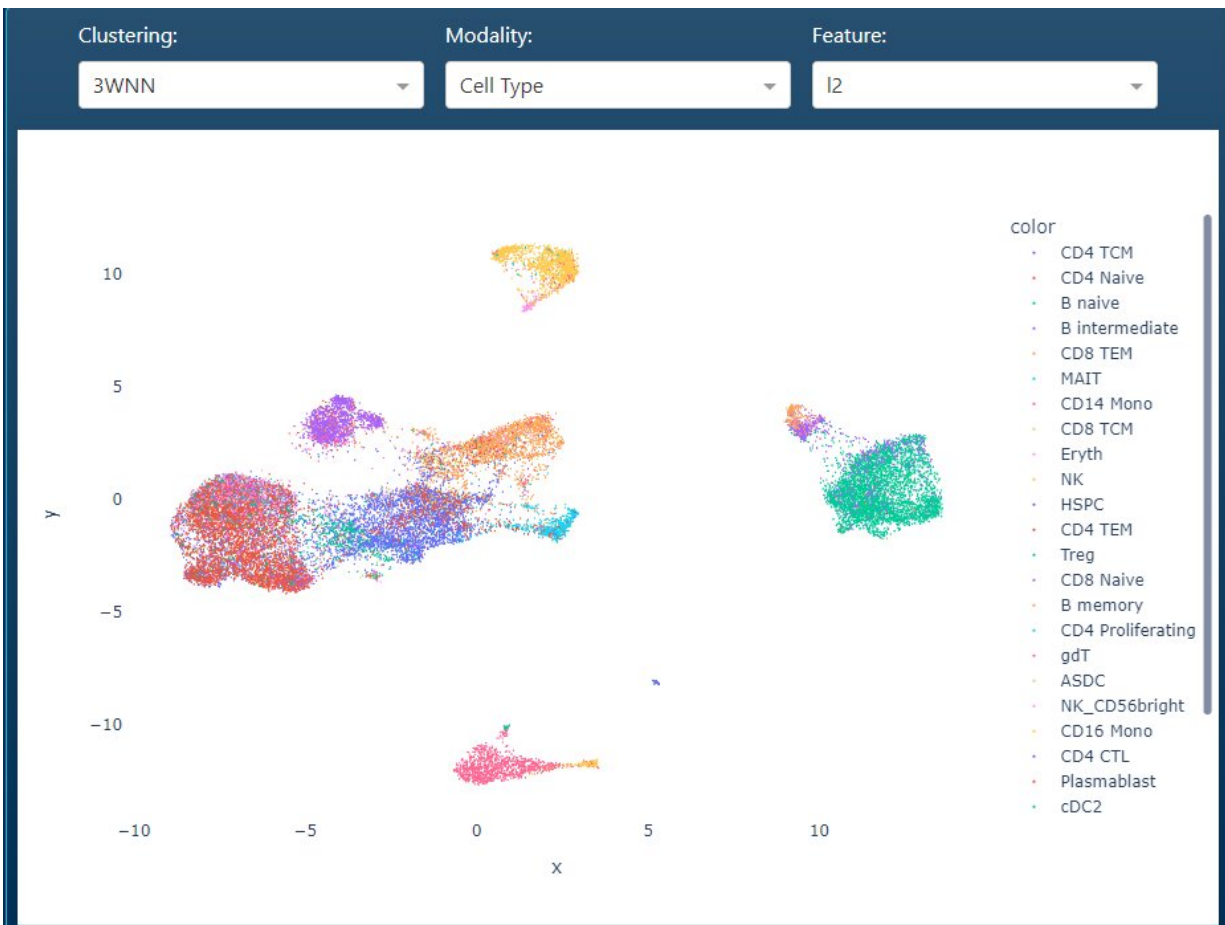 Clustering: Modality: Feature:
3WNN Cell Type l2
color
CD4 TCM
CD4 Naive
B naive
B intermediate
CD8 TEM
MAIT
CD14 Mono
CD8 TCM
Eryth
NK
HSPC
CD4 TEM
Treg
CD8 Naive
B memory
CD4 Proliferating
gdT
ASDC
NK_CD56bright
CD16 Mono
CD4 CTL
Plasmablast
cDC2
10
5
0
−5
−10
y
−10 −5 0 5 10
x